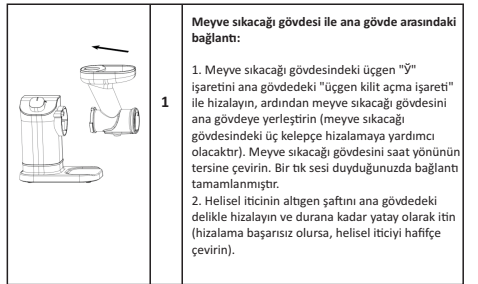 Meyve sıkacağı gövdesi ile ana gövde arasındaki
bağlantı:
1
1. Meyve sıkacağı gövdesindeki üçgen "Ў"
işaretini ana gövdedeki "üçgen kilit açma işareti"
ile hizalayın, ardından meyve sıkacağı gövdesini
ana gövdeye yerleştirin (meyve sıkacağı
gövdesindeki üç kelepçe hizalamaya yardımcı
olacaktır). Meyve sıkacağı gövdesini saat yönünün
tersine çevirin. Bir tık sesi duyduğunuzda bağlantı
tamamlanmıştır.
2. Helisel iticinin altıgen şaftını ana gövdedeki
delikle hizalayın ve durana kadar yatay olarak itin
(hizalama başarısız olursa, helisel iticiyi hafifçe
çevirin).